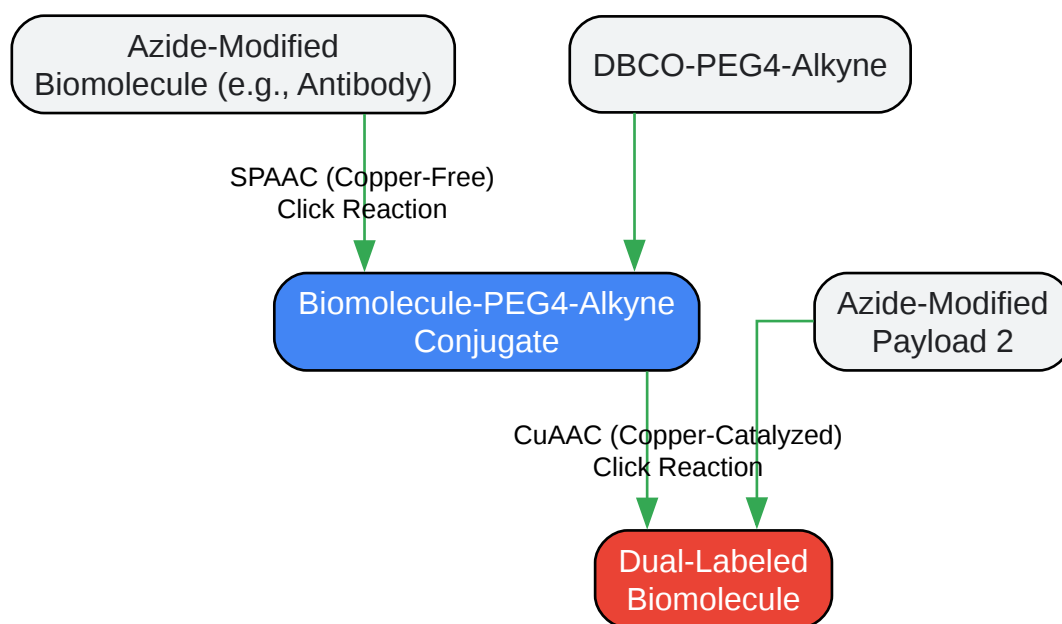 Azide-Modified
Biomolecule (e.g., Antibody)
DBCO-PEG4-Alkyne
SPAAC (Copper-Free)
Click Reaction
Biomolecule-PEG4-Alkyne
Conjugate
Azide-Modified
Payload 2
CuAAC (Copper-Catalyzed)
Click Reaction
Dual-Labeled
Biomolecule